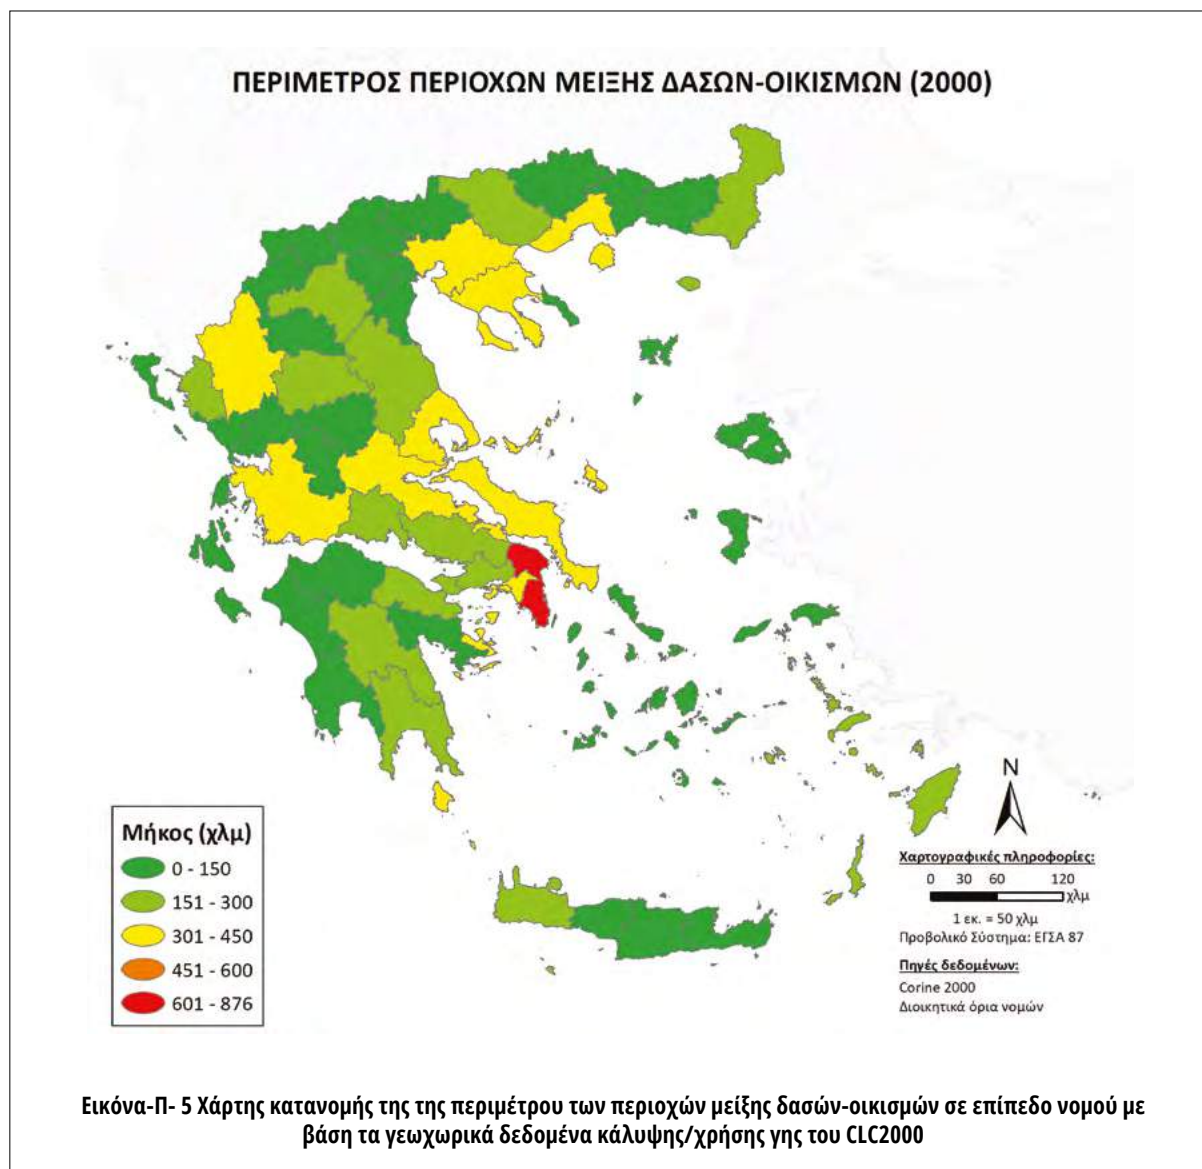 ΠΕΡΙΜΕΤΡΟΣ ΠΕΡΙΟΧΩΝ ΜΕΙΞΗΣ ΔΑΣΩΝ-ΟΙΚΙΣΜΩΝ (2000)
Μήκος (χλμ)
0 - 150
151 - 300
301 - 450
451 - 600
601 - 876
N
Χαρτογραφικές πληροφορίες:
0 30 60 120
χλμ
1 εκ. = 50 χλμ
Προβολικό Σύστημα: ΕΓΣΑ 87
Πηγές δεδομένων:
Corine 2000
Διοικητικά όρια νομών
Εικόνα-Π- 5 Χάρτης κατανομής της της περιμέτρου των περιοχών μείξης δασών-οικισμών σε επίπεδο νομού με
βάση τα γεωχωρικά δεδομένα κάλυψης/χρήσης γης του CLC2000